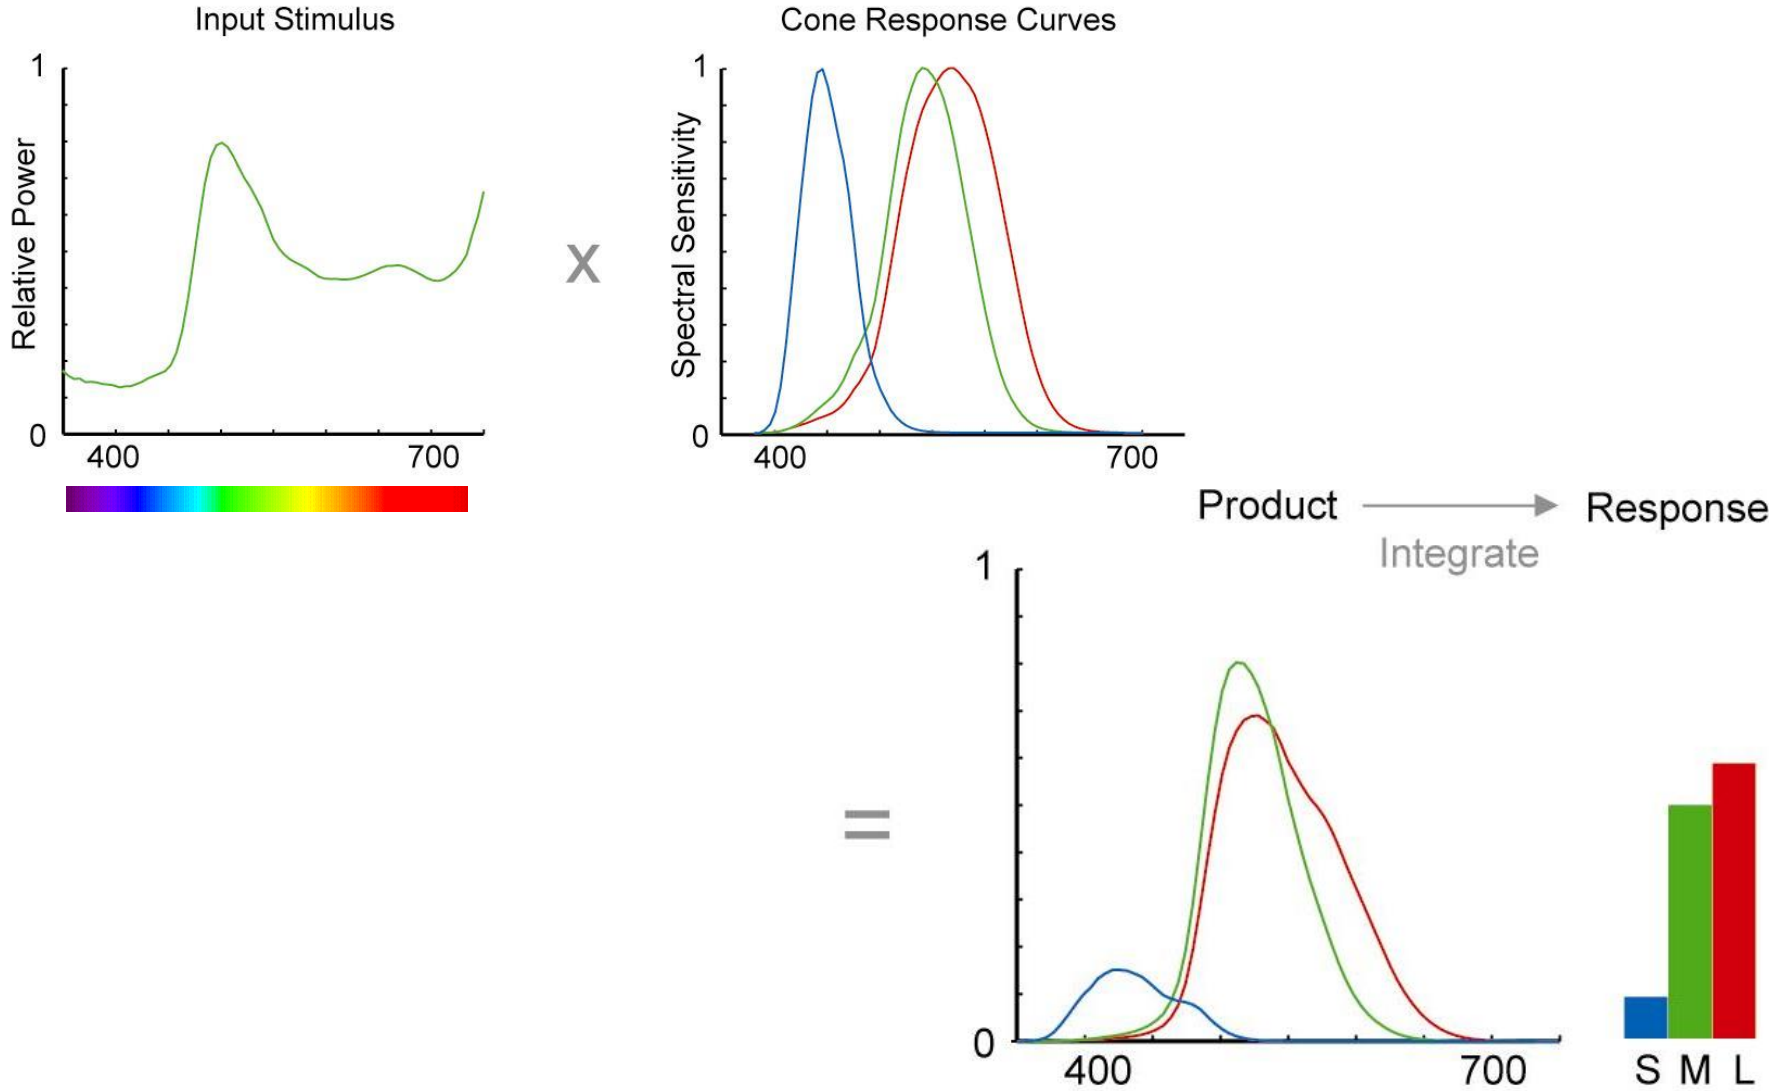 Input Stimulus
Cone Response Curves
1
Relative Power
0
400
700
X
1
Spectral Sensitivity
0
400
700
Product
Response
Integrate
=
1
0
400
700
S M L